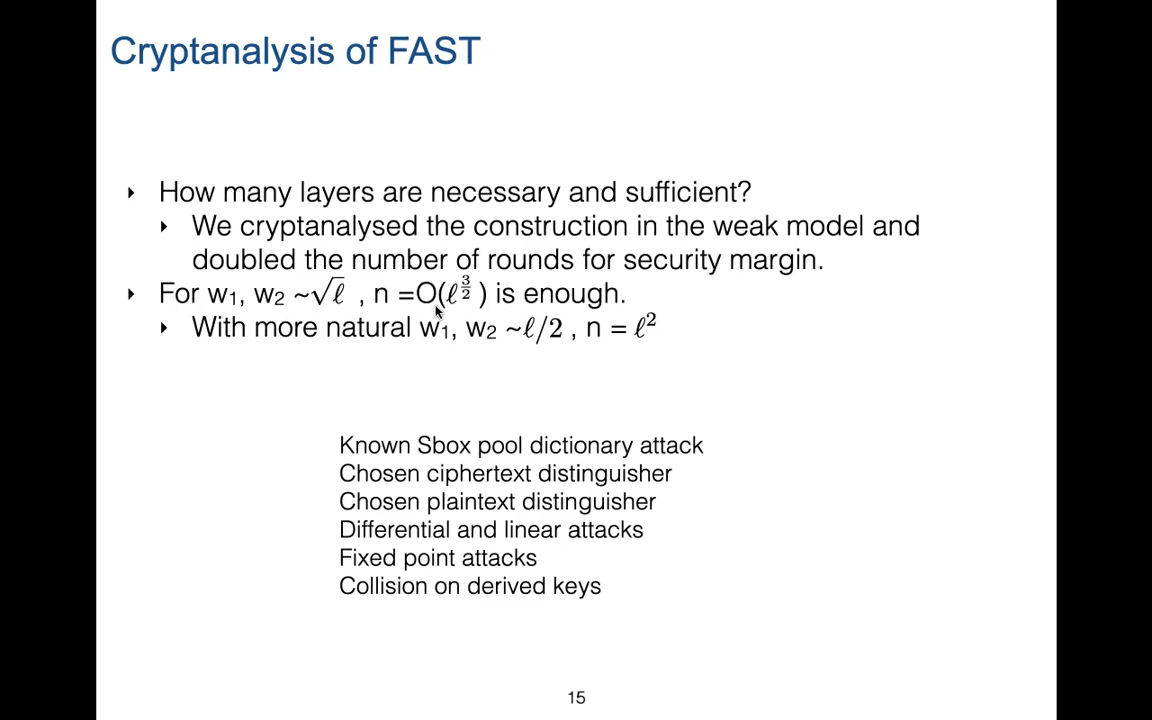 Cryptanalysis of FAST
‣ How many layers are necessary and sufficient?
‣ We cryptanalysed the construction in the weak model and
doubled the number of rounds for security margin.
‣ For w₁, w₂ ~√ℓ , n =O(ℓ^(3/2) ) is enough.
‣ With more natural w₁, w₂ ~ℓ/2 , n = ℓ²
Known Sbox pool dictionary attack
Chosen ciphertext distinguisher
Chosen plaintext distinguisher
Differential and linear attacks
Fixed point attacks
Collision on derived keys
15